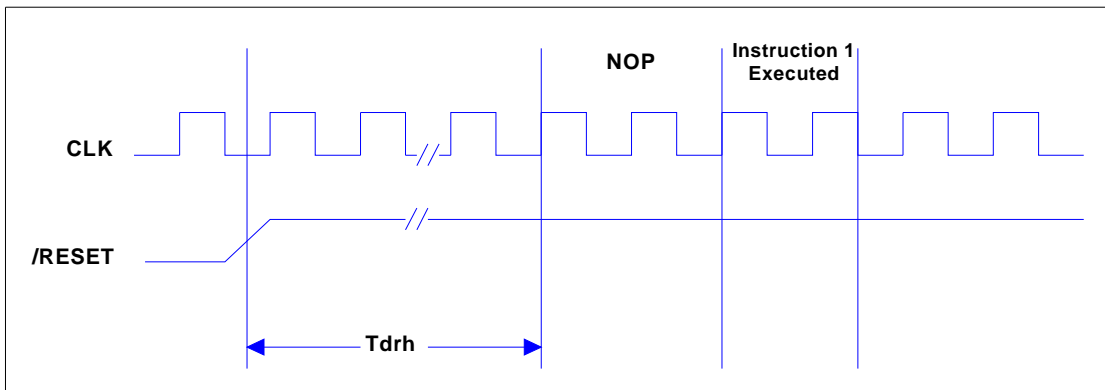 NOP
Instruction 1
Executed
CLK
/RESET
Tdrh